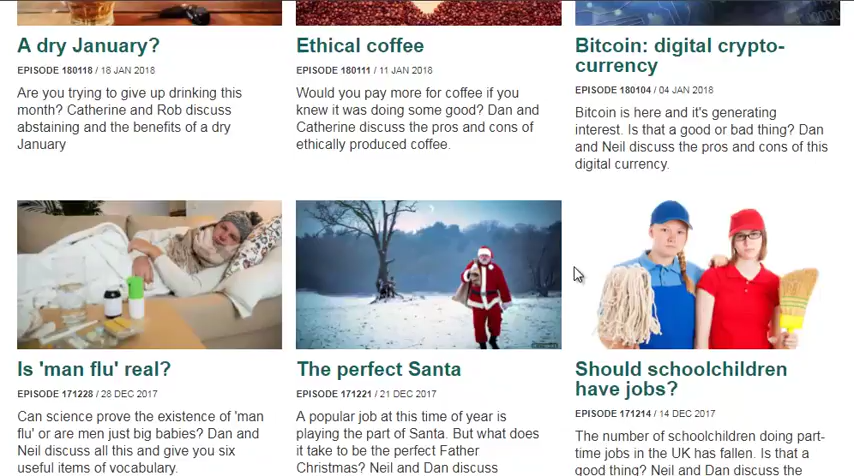 A dry January?
EPISODE 180118 / 18 JAN 2018
Are you trying to give up drinking this
month? Catherine and Rob discuss
abstaining and the benefits of a dry
January
Ethical coffee
EPISODE 180111 / 11 JAN 2018
Would you pay more for coffee if you
knew it was doing some good? Dan and
Catherine discuss the pros and cons of
ethically produced coffee.
Bitcoin: digital crypto-
currency
EPISODE 180104 / 04 JAN 2018
Bitcoin is here and it's generating
interest. Is that a good or bad thing? Dan
and Neil discuss the pros and cons of this
digital currency.
Is 'man flu' real?
EPISODE 171228 / 28 DEC 2017
Can science prove the existence of 'man
flu' or are men just big babies? Dan and
Neil discuss all this and give you six
useful items of vocabulary.
The perfect Santa
EPISODE 171221 / 21 DEC 2017
A popular job at this time of year is
playing the part of Santa. But what does
it take to be the perfect Father
Christmas? Neil and Dan discuss
Should schoolchildren
have jobs?
EPISODE 171214 / 14 DEC 2017
The number of schoolchildren doing part-
time jobs in the UK has fallen. Is that a
good thing? Neil and Dan discuss the